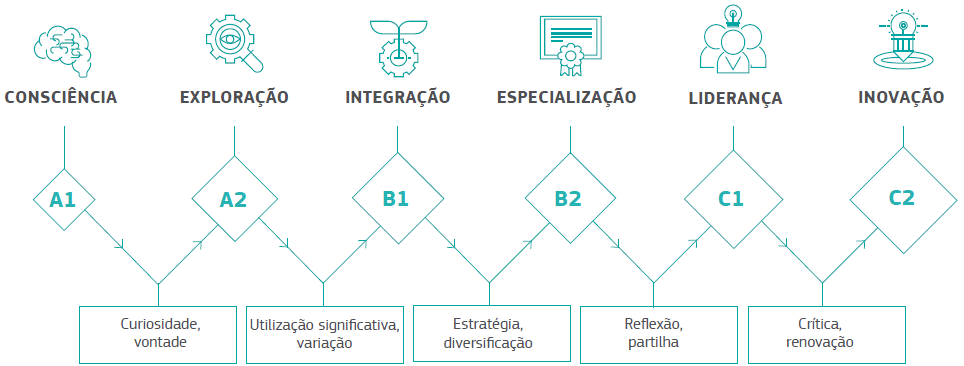 CONSCIÊNCIA
EXPLORAÇÃO
INTEGRAÇÃO
ESPECIALIZAÇÃO
LIDERANÇA
INOVAÇÃO
A1
A2
B1
B2
C1
C2
Curiosidade,
vontade
Utilização significativa,
variação
Estratégia,
diversificação
Reflexão,
partilha
Crítica,
renovação